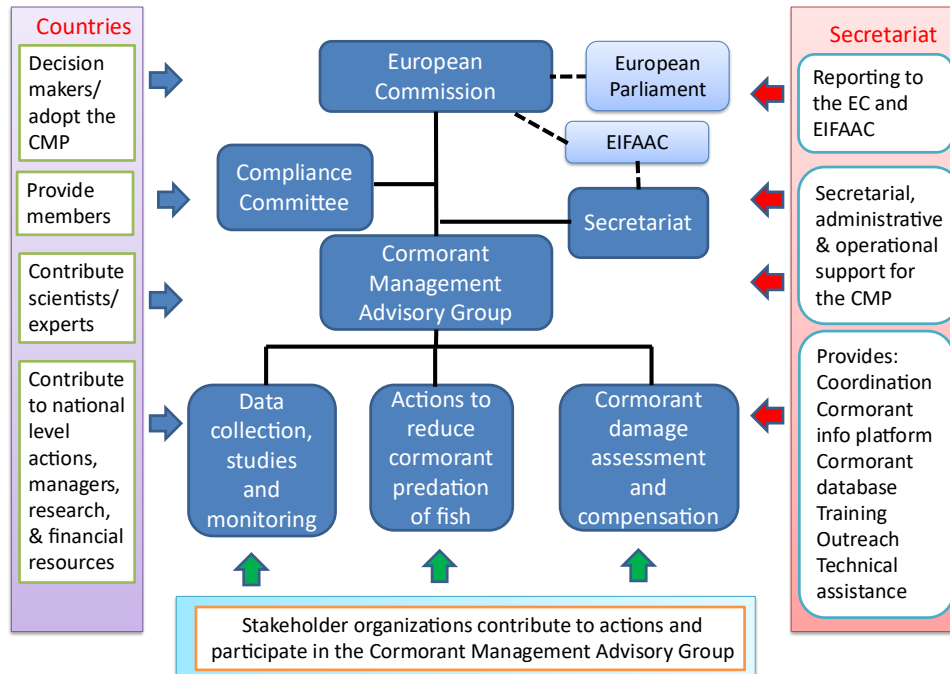 Countries
Decision
makers/
adopt the
CMP
Provide
members
Contribute
scientists/
experts
Contribute
to national
level
actions,
managers,
research,
& financial
resources
European
Commission
European
Parliament
EIFAAC
Compliance
Committee
Secretariat
Cormorant
Management
Advisory Group
Data
collection,
studies
and
monitoring
Actions to
reduce
cormorant
predation
of fish
Cormorant
damage
assessment
and
compensation
Stakeholder organizations contribute to actions and
participate in the Cormorant Management Advisory Group
Secretariat
Reporting to
the EC and
EIFAAC
Secretarial,
administrative
& operational
support for
the CMP
Provides:
Coordination
Cormorant
info platform
Cormorant
database
Training
Outreach
Technical
assistance